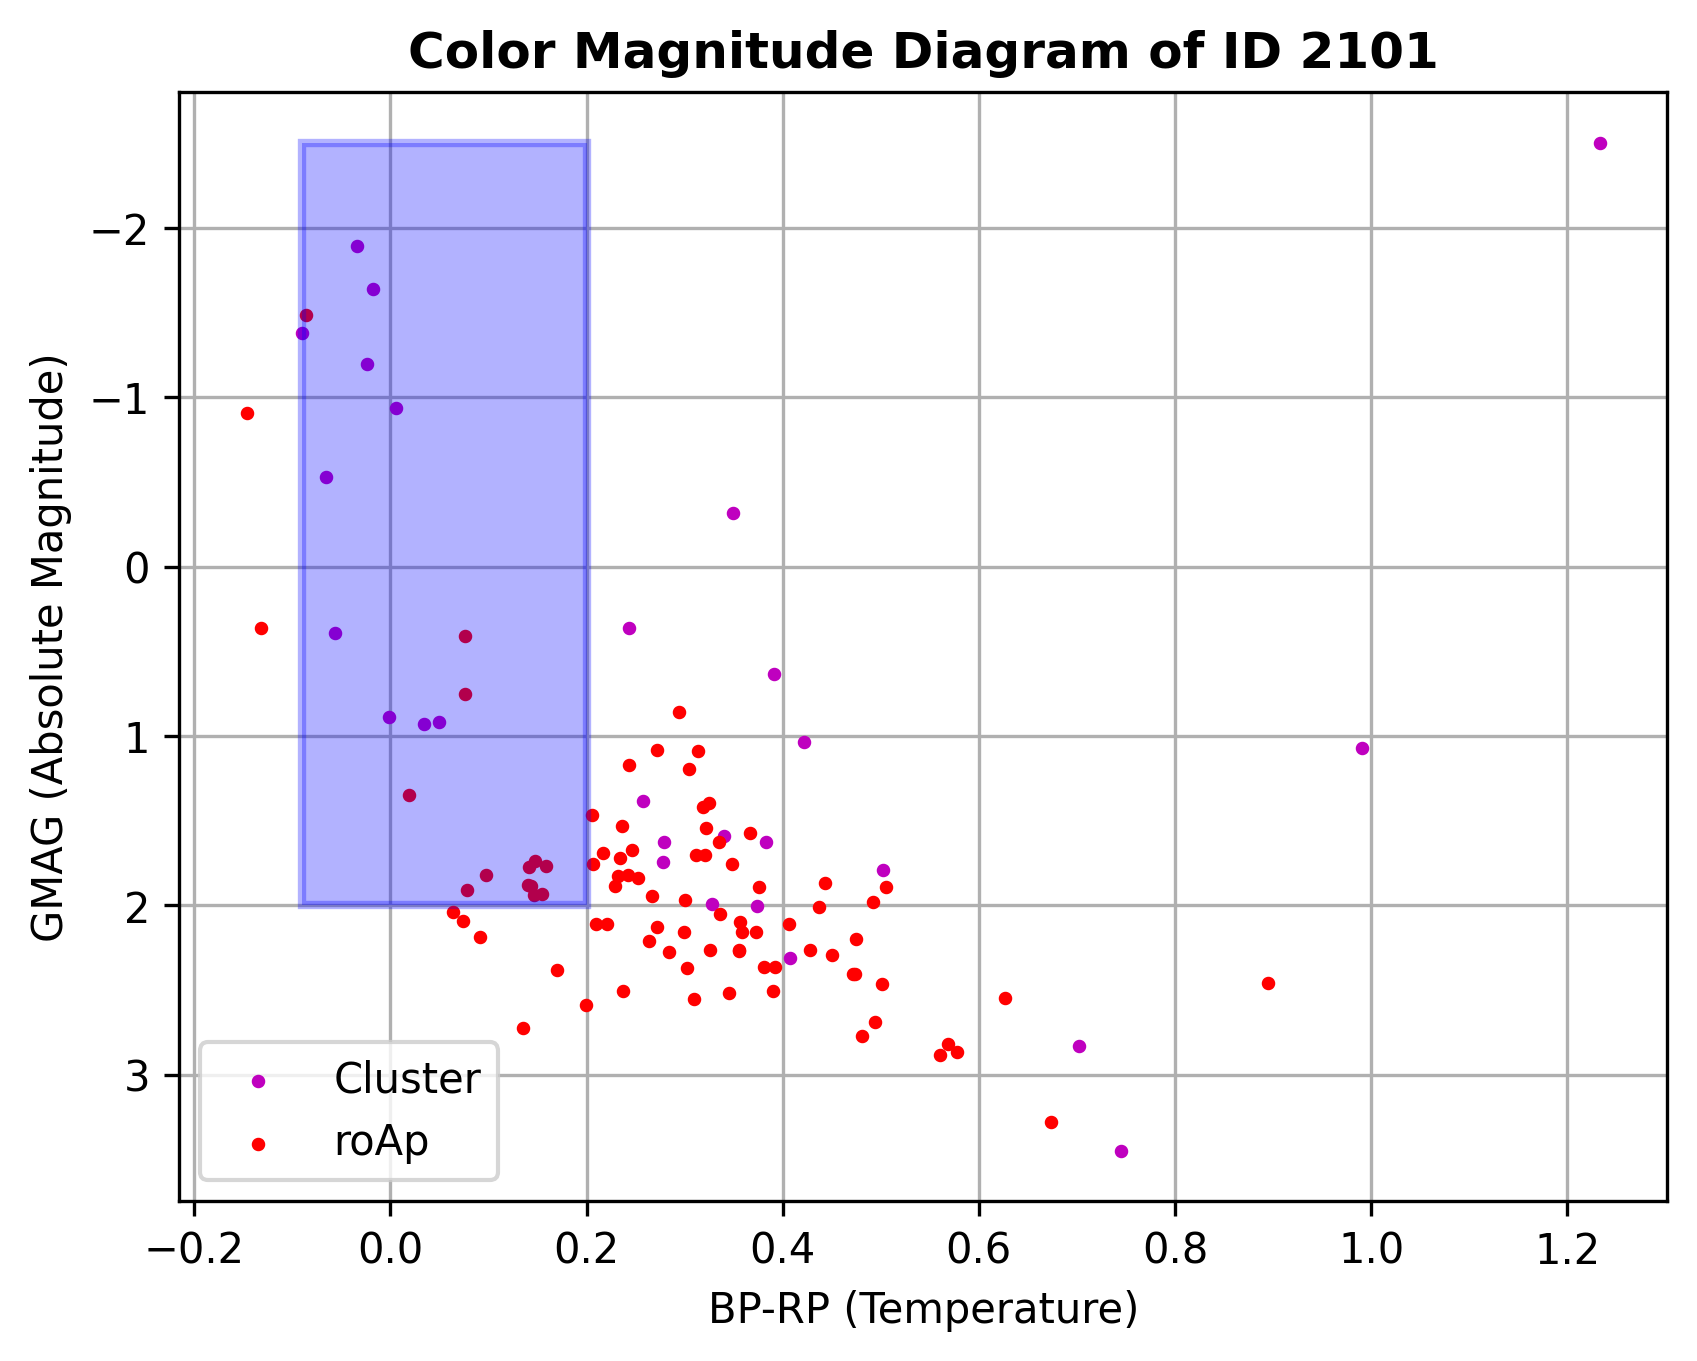 Color Magnitude Diagram of ID 2101
GMAG (Absolute Magnitude)
−2
−1
0
1
2
3
Cluster
roAp
−0.2 0.0 0.2 0.4 0.6 0.8 1.0 1.2
BP-RP (Temperature)